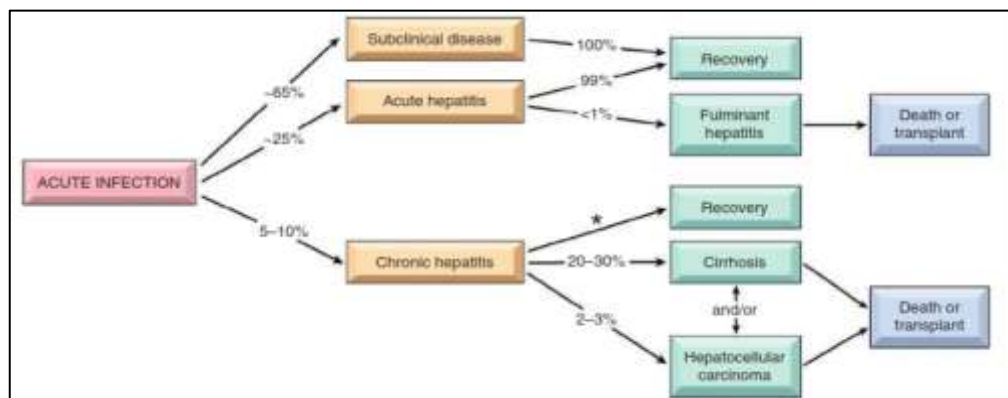 Subclinical disease
100%
Recovery
~65%
99%
Acute hepatitis
<1%
Fulminant
hepatitis
Death or
transplant
~25%
ACUTE INFECTION
5–10%
Recovery
*
Chronic hepatitis
20–30%
Cirrhosis
and/or
2–3%
Death or
transplant
Hepatocellular
carcinoma